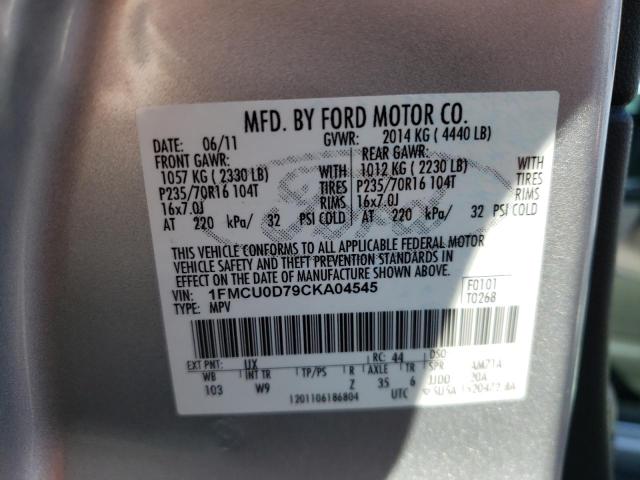 MFD. BY FORD MOTOR CO.
DATE: 06/11 GVWR: 2014 KG ( 4440 LB)
FRONT GAWR: REAR GAWR:
1057 KG ( 2330 LB) WITH 1012 KG ( 2230 LB) WITH
P235/70R16 104T TIRES P235/70R16 104T TIRES
16x7.0J RIMS 16x7.0J RIMS
AT 220 kPa/ 32 PSI COLD AT 220 kPa/ 32 PSI COLD
Ford
THIS VEHICLE CONFORMS TO ALL APPLICABLE FEDERAL MOTOR
VEHICLE SAFETY AND THEFT PREVENTION STANDARDS IN
EFFECT ON THE DATE OF MANUFACTURE SHOWN ABOVE.
VIN: 1FMCU0D79CKA04545 F0101
TYPE: MPV T0268
EXT PNT: UX RC: 44 DSO:
WB INT TR TP/PS R AXLE TR SPR AM71A
103 W9 Z 35 6 JJDD 20A
1201106186804 UTC